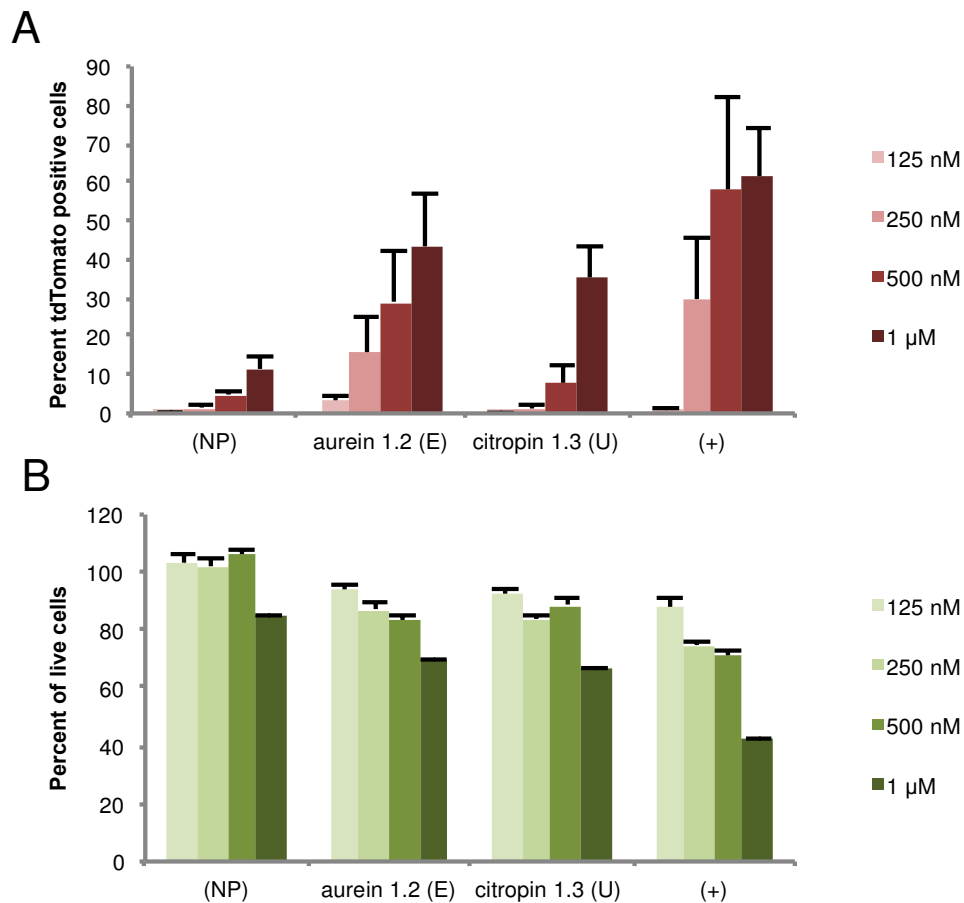 A
Percent tdTomato positive cells
90
80
70
60
50
40
30
20
10
0
(NP)
aurein 1.2 (E)
citropin 1.3 (U)
(+)
125 nM
250 nM
500 nM
1 µM
B
Percent of live cells
120
100
80
60
40
20
0
(NP)
aurein 1.2 (E)
citropin 1.3 (U)
(+)
125 nM
250 nM
500 nM
1 µM